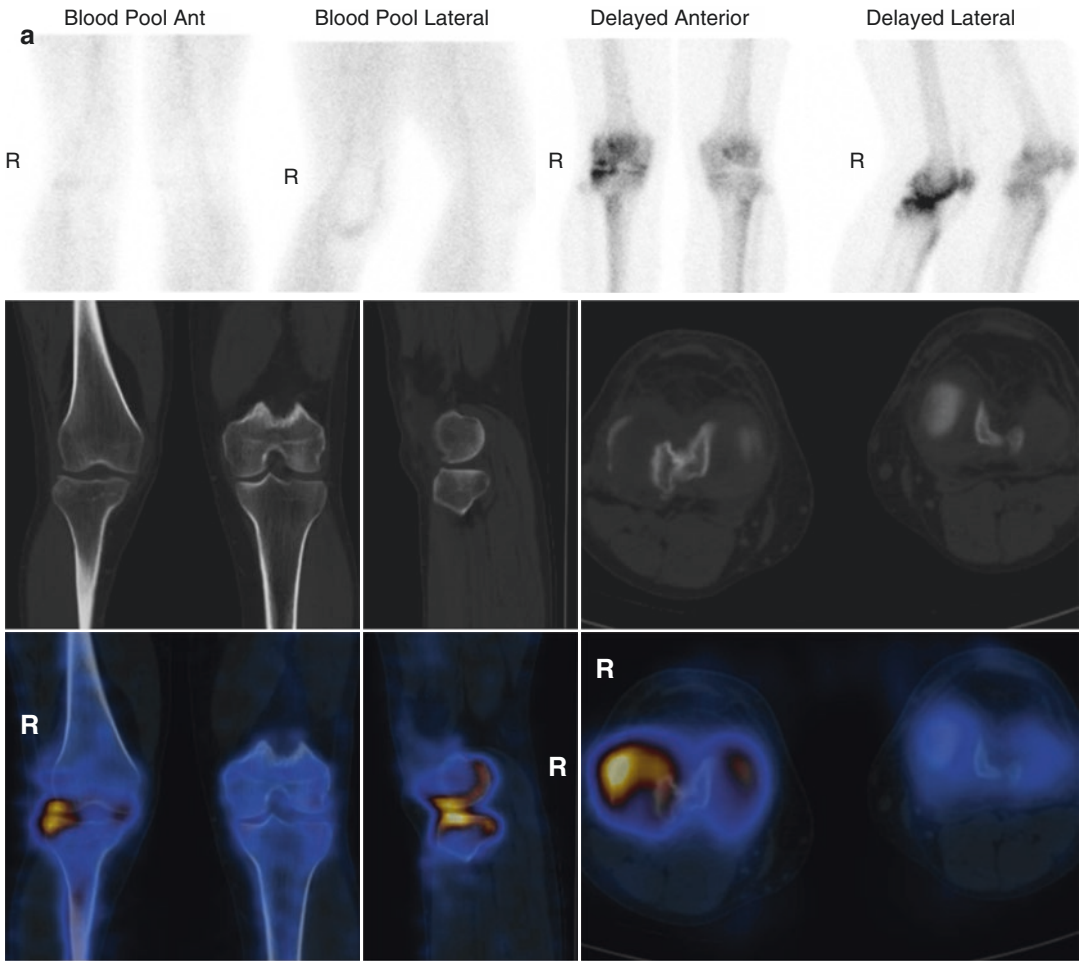 Blood Pool Ant
Blood Pool Lateral
Delayed Anterior
Delayed Lateral
a
R
R
R
R
R
R
R